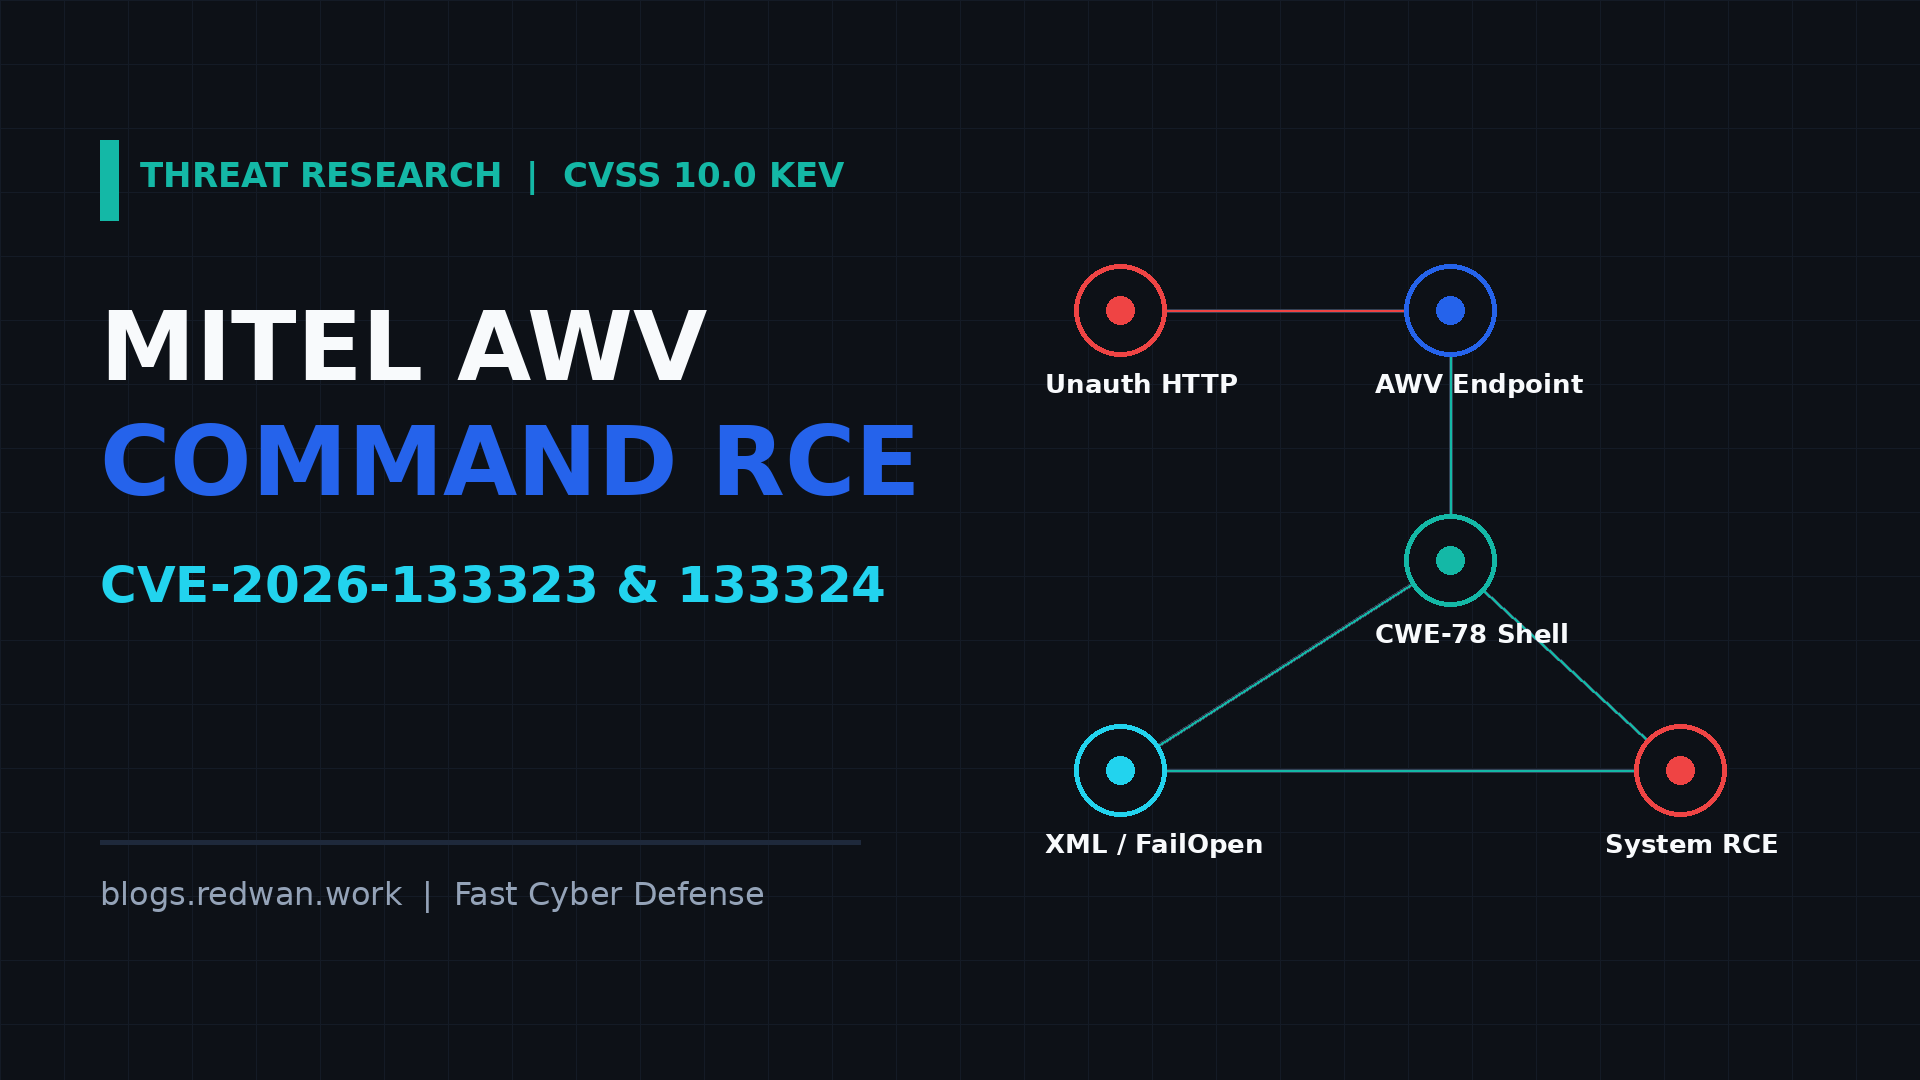 THREAT RESEARCH | CVSS 10.0 KEV
MITEL AWV
COMMAND RCE
CVE-2026-133323 & 133324
Unauth HTTP
AWV Endpoint
CWE-78 Shell
XML / FailOpen
System RCE
blogs.redwan.work | Fast Cyber Defense